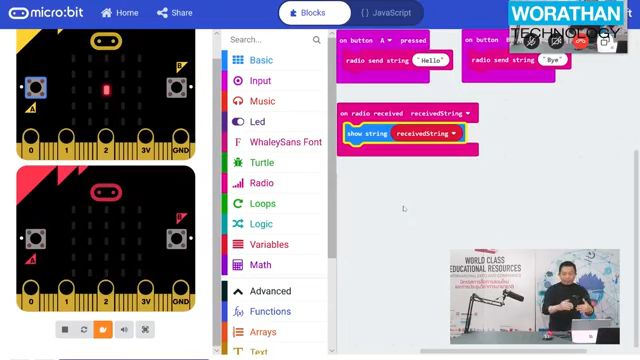 micro:bit
Home
Share
Blocks
{ } JavaScript
WORATHAN
TECHNOLOGY
Search...
Basic
Input
Music
Led
WhaleySans Font
Turtle
Radio
Loops
Logic
Variables
Math
Advanced
Functions
Arrays
Text
on button A pressed
radio send string "Hello"
on button
radio send string "Bye"
on radio received receivedString
show string receivedString
A
B
0 1 2 3V GND
A
B
0 1 2 3V GND
WORLD CLASS
EDUCATIONAL RESOURCES